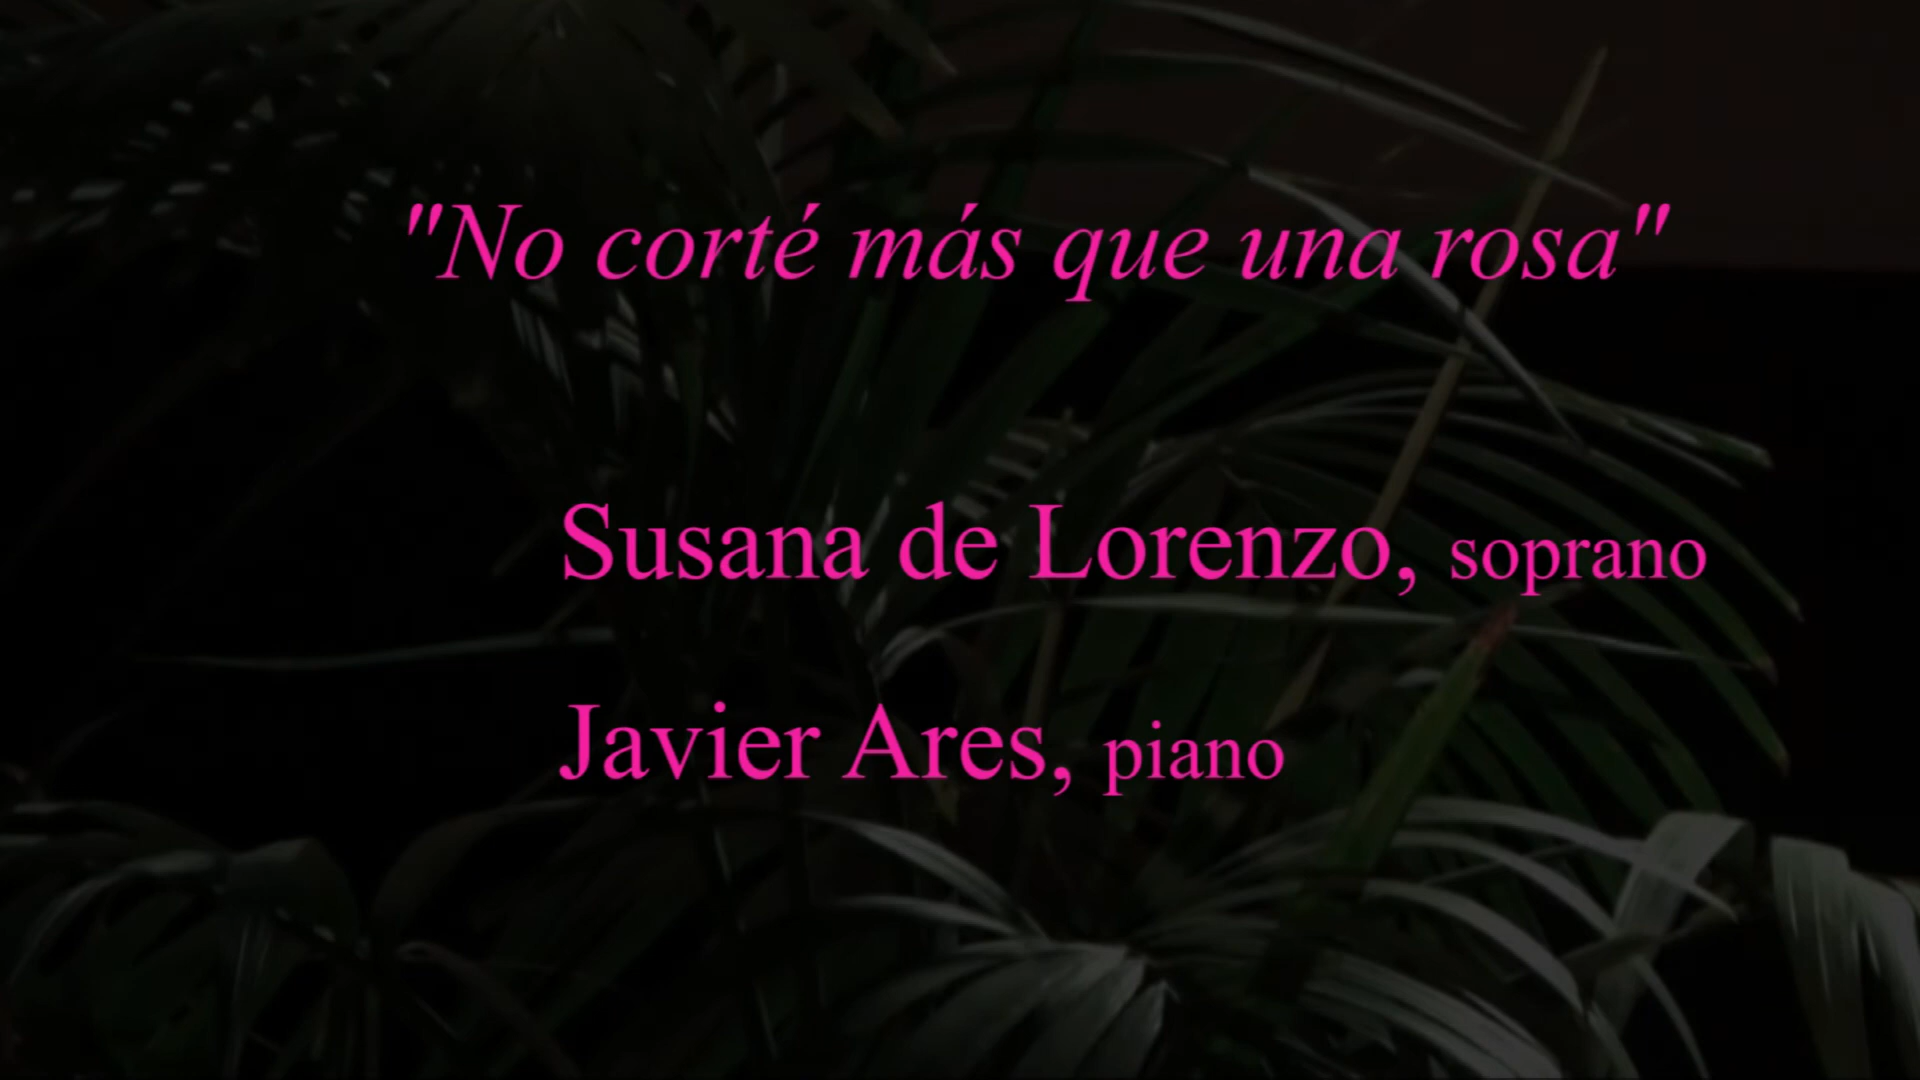 "No corté más que una rosa"
Susana de Lorenzo, soprano
Javier Ares, piano